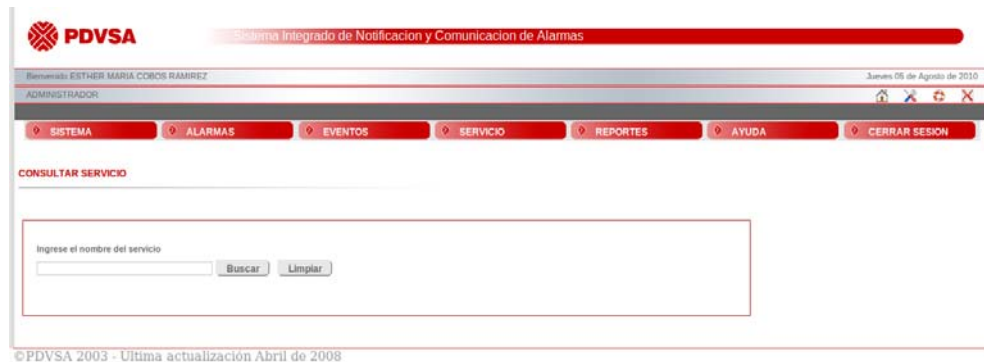 PDVSA
Sistema Integrado de Notificacion y Comunicacion de Alarmas
Bienvenido ESTHER MARIA COBOS RAMIREZ
Jueves 05 de Agosto de 2010
ADMINISTRADOR
SISTEMA ALARMAS EVENTOS SERVICIO REPORTES AYUDA CERRAR SESION
CONSULTAR SERVICIO
Ingrese el nombre del servicio
Buscar Limpiar
©PDVSA 2003 - Ultima actualización Abril de 2008